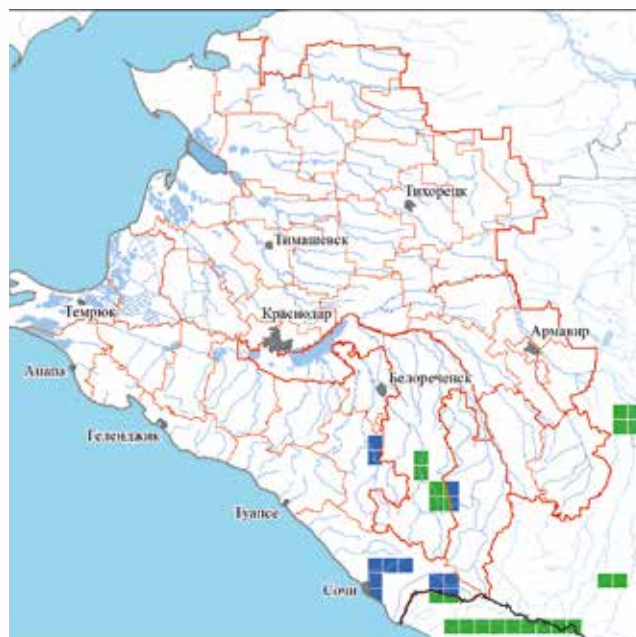 Тихорецк
Тимашевск
Темрюк
Краснодар
Армавир
Анапа
Белореченск
Геленджик
Туапсе
Сочи